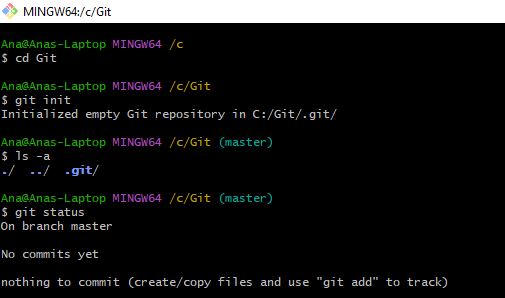 MINGW64:/c/Git
Ana@Anas-Laptop MINGW64 /c
$ cd Git
Ana@Anas-Laptop MINGW64 /c/Git
$ git init
Initialized empty Git repository in C:/Git/.git/
Ana@Anas-Laptop MINGW64 /c/Git (master)
$ ls -a
./  ../  .git/
Ana@Anas-Laptop MINGW64 /c/Git (master)
$ git status
On branch master
No commits yet
nothing to commit (create/copy files and use "git add" to track)